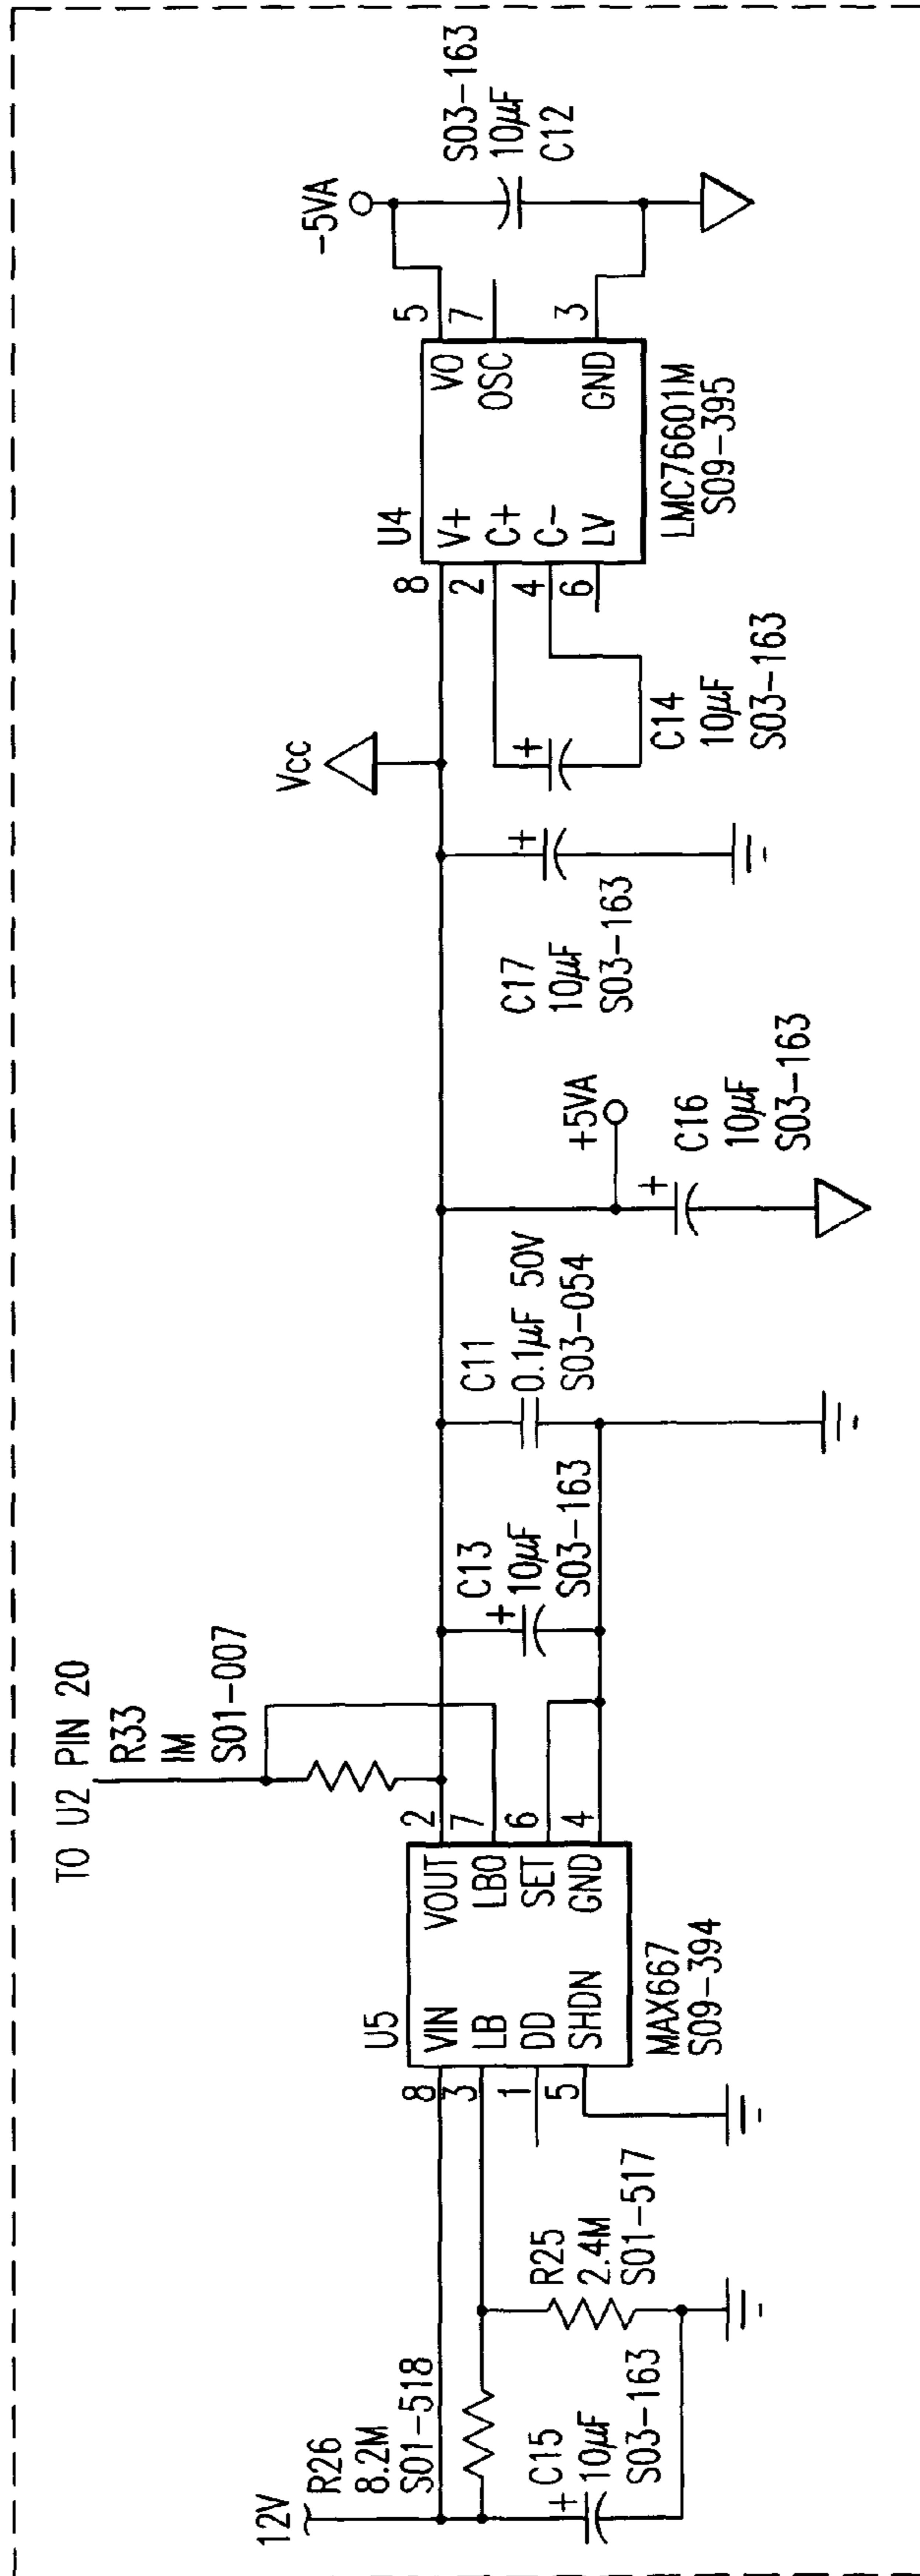 12V
R26
8.2M
S01-518
C15
+
10µF
S03-163
R25
2.4M
S01-517
U5
8
3
1
5
VIN
LB
DD
SHDN
VOUT
LBO
SET
GND
2
7
6
4
MAX667
S09-394
TO U2 PIN 20
R33
1M
S01-007
C13
+
10µF
S03-163
C11
0.1µF 50V
S03-054
+5VA
+
C16
10µF
S03-163
C17
+
10µF
S03-163
Vcc
+
C14
10µF
S03-163
U4
8
2
4
6
V+
C+
C-
LV
VO
OSC
GND
5
7
3
LMC76601M
S09-395
-5VA
S03-163
10µF
C12